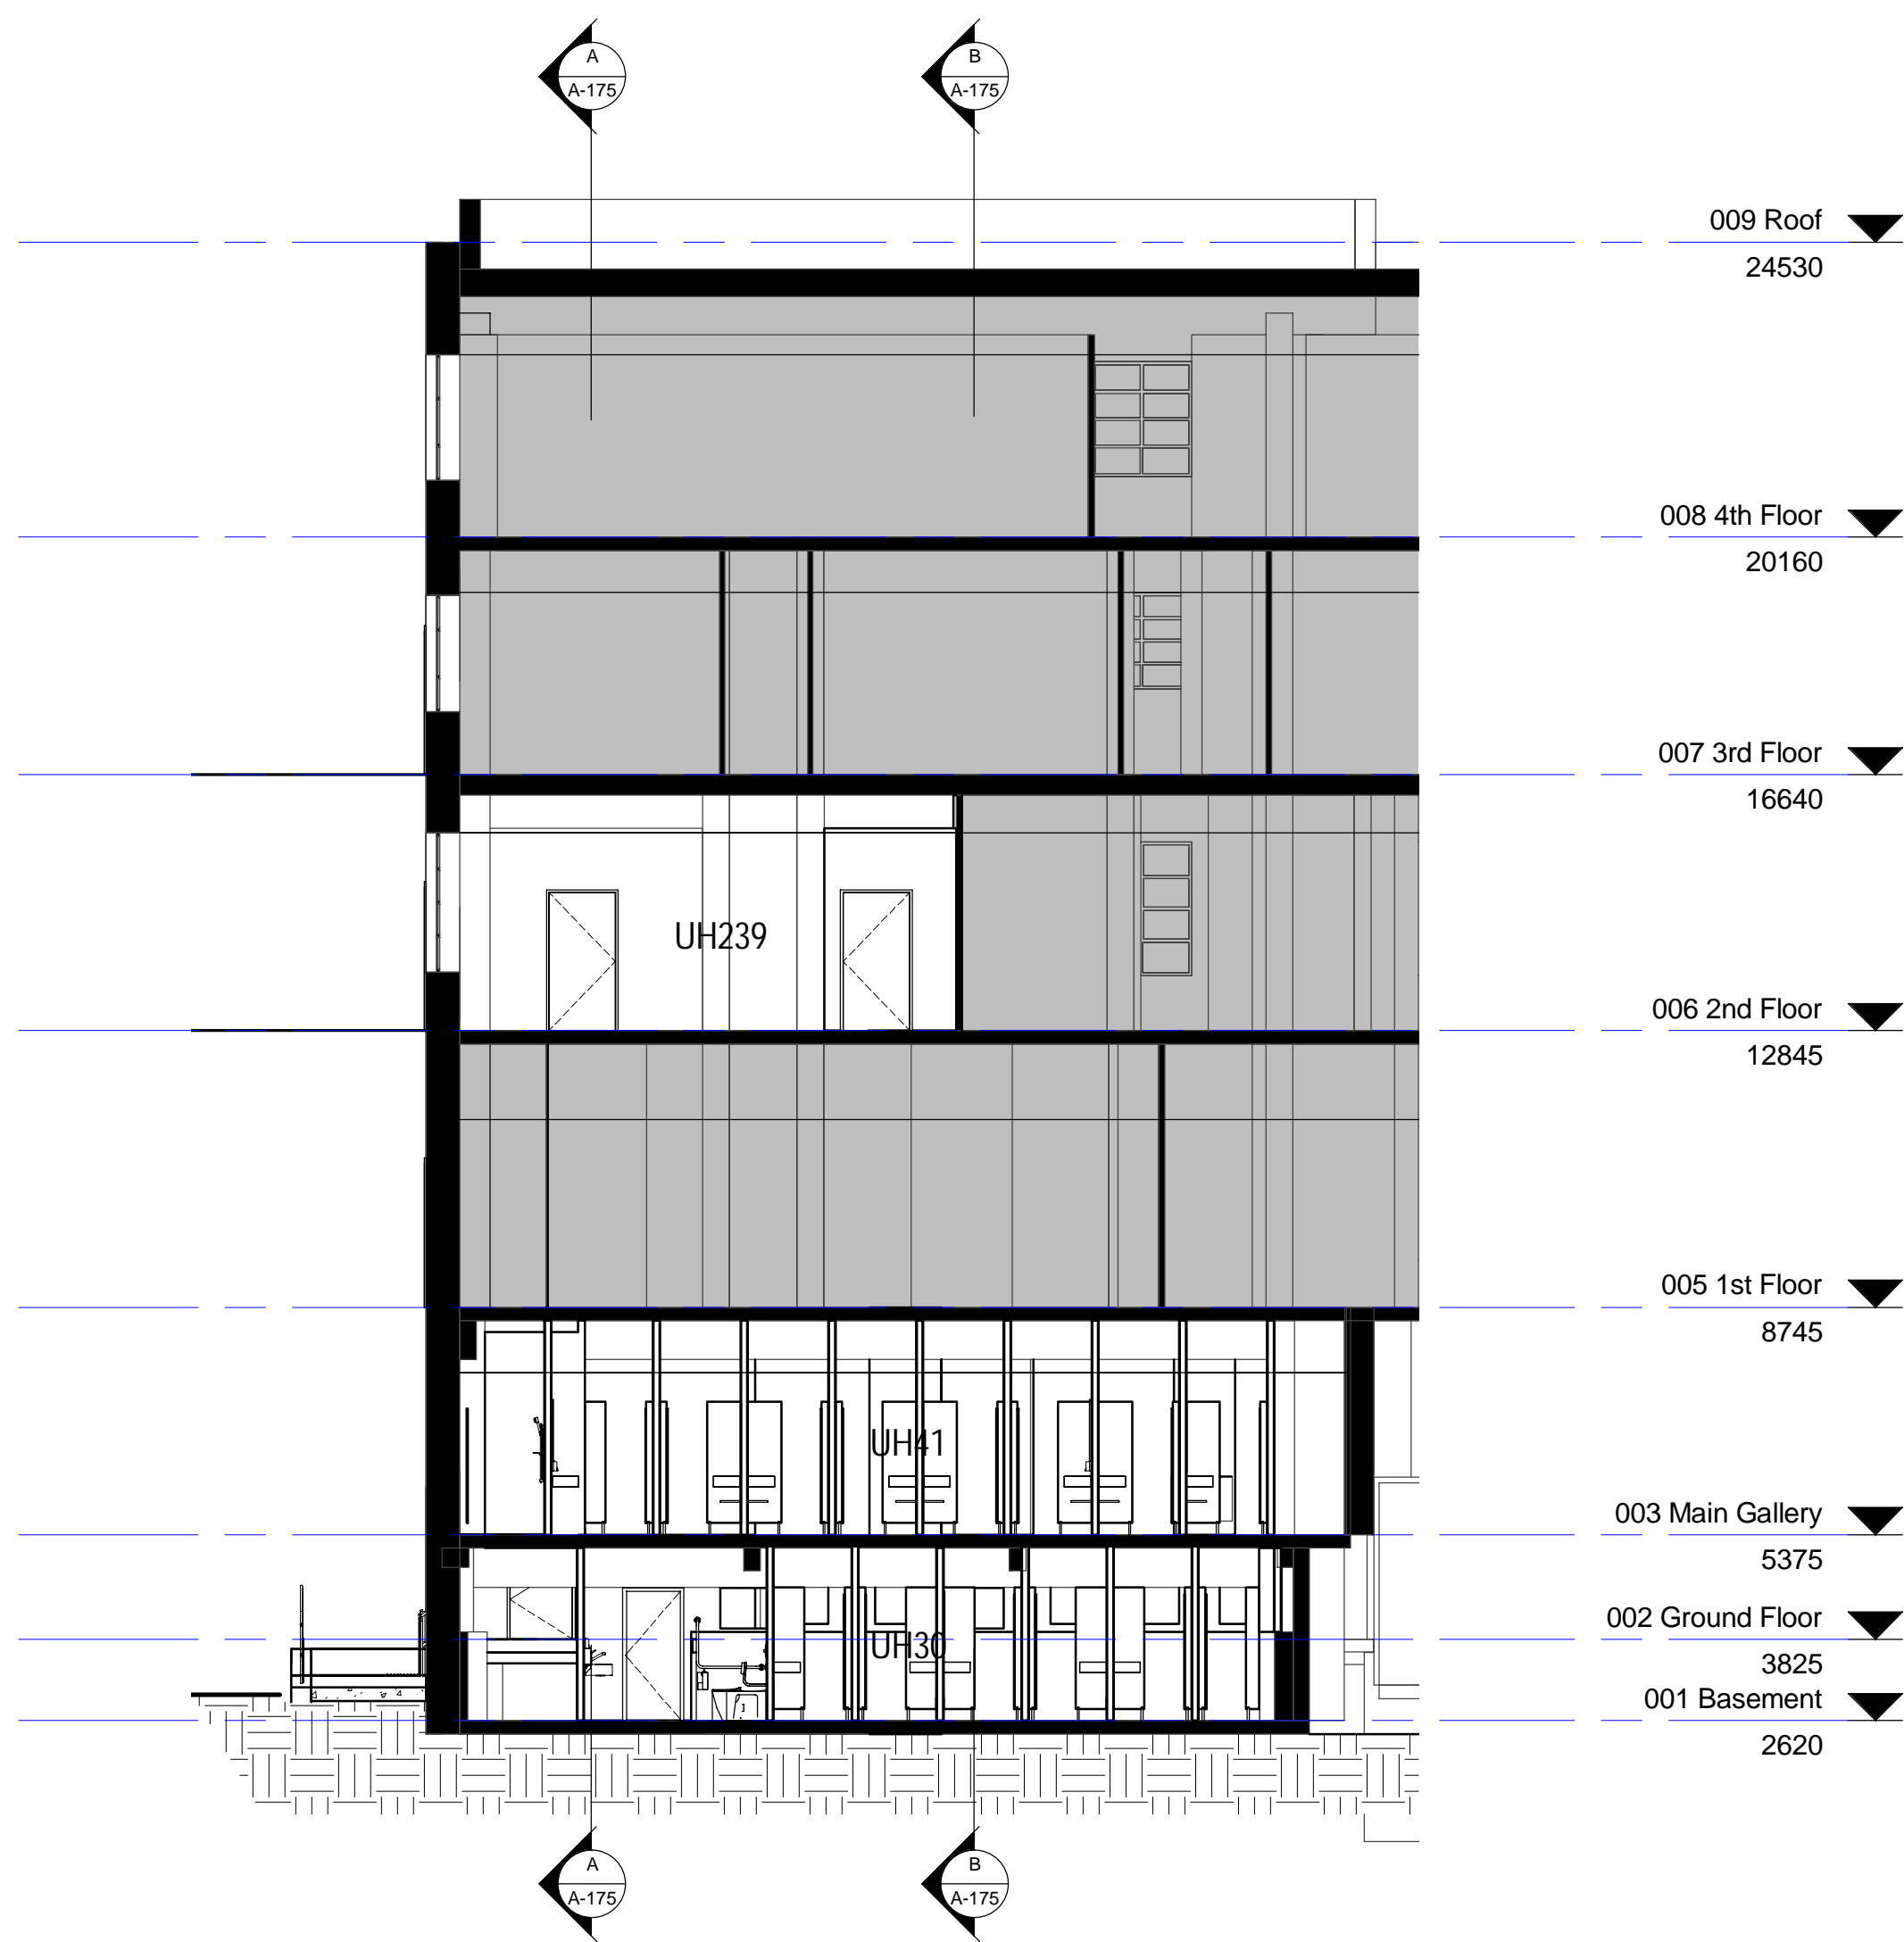 A
A-175
B
A-175
009 Roof
24530
008 4th Floor
20160
007 3rd Floor
16640
UH239
006 2nd Floor
12845
005 1st Floor
8745
UH41
003 Main Gallery
5375
002 Ground Floor
3825
UH30
001 Basement
2620
A
A-175
B
A-175